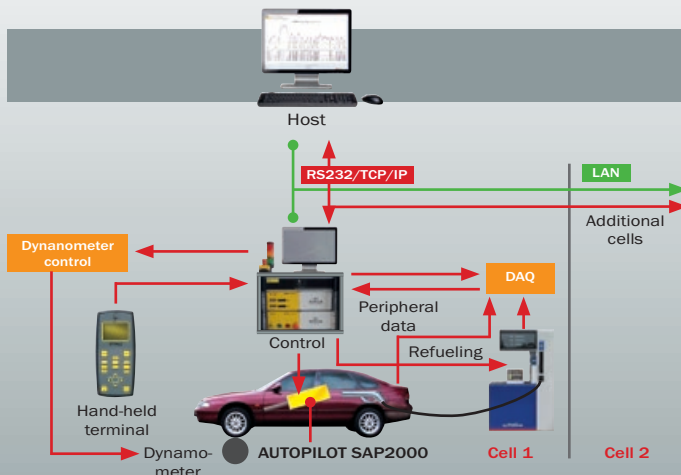 Host
RS232/TCP/IP
LAN
Additional
cells
Dynanometer
control
DAQ
Peripheral
data
Control
Refueling
Hand-held
terminal
Dynamo-
meter
AUTOPILOT SAP2000
Cell 1
Cell 2